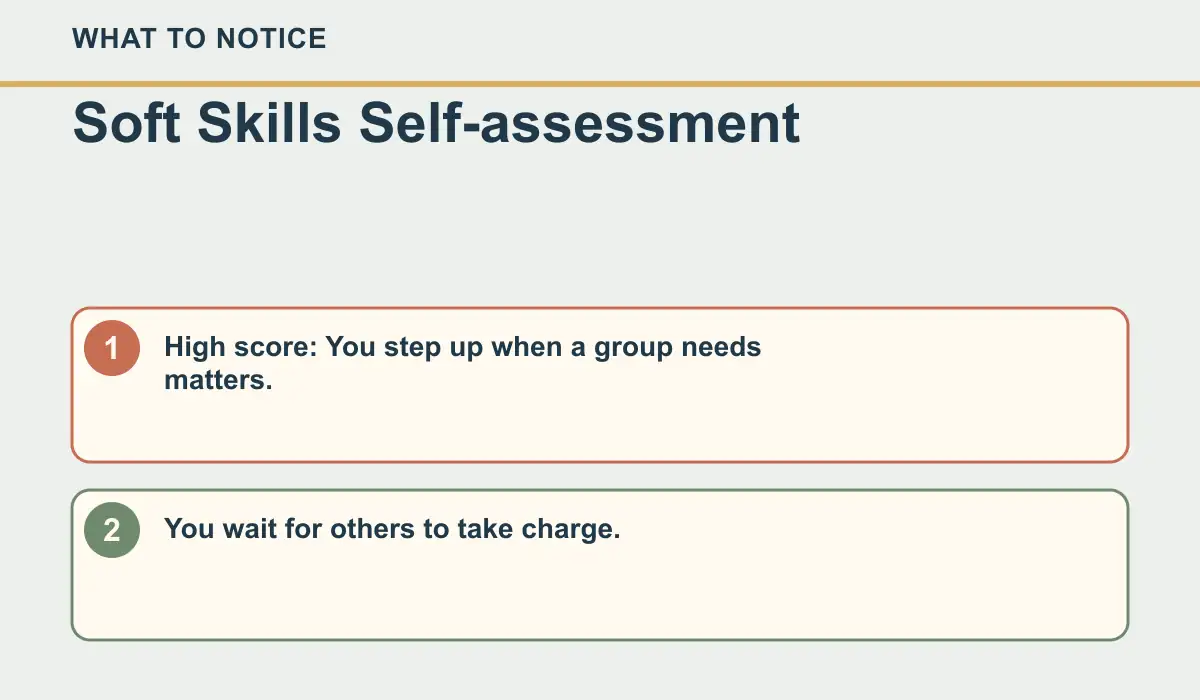 WHAT TO NOTICE
Soft Skills Self-assessment
1
High score: You step up when a group needs
matters.
2
You wait for others to take charge.